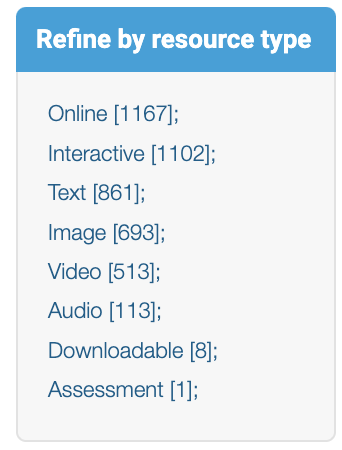 Refine by resource type
Online [1167];
Interactive [1102];
Text [861];
Image [693];
Video [513];
Audio [113];
Downloadable [8];
Assessment [1];